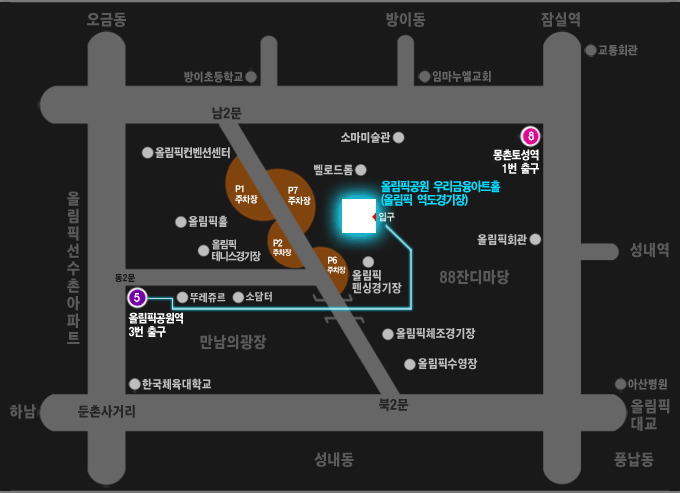 오금동
방이동
잠실역
교통회관
방이초등학교
임마누엘교회
남2문
8
소마미술관
몽촌토성역
1번 출구
올림픽컨벤션센터
벨로드롬
P1
주차장
P7
주차장
올림픽공원 우리금융아트홀
(올림픽 역도경기장)
입구
올림픽선수촌아파트
올림픽홀
P2
주차장
올림픽
테니스경기장
올림픽회관
성내역
P6
주차장
올림픽
펜싱경기장
88잔디마당
동2문
5
뚜레쥬르
소담터
올림픽공원역
3번 출구
만남의광장
올림픽체조경기장
올림픽수영장
한국체육대학교
아산병원
하남
둔촌사거리
북2문
올림픽
대교
성내동
풍납동